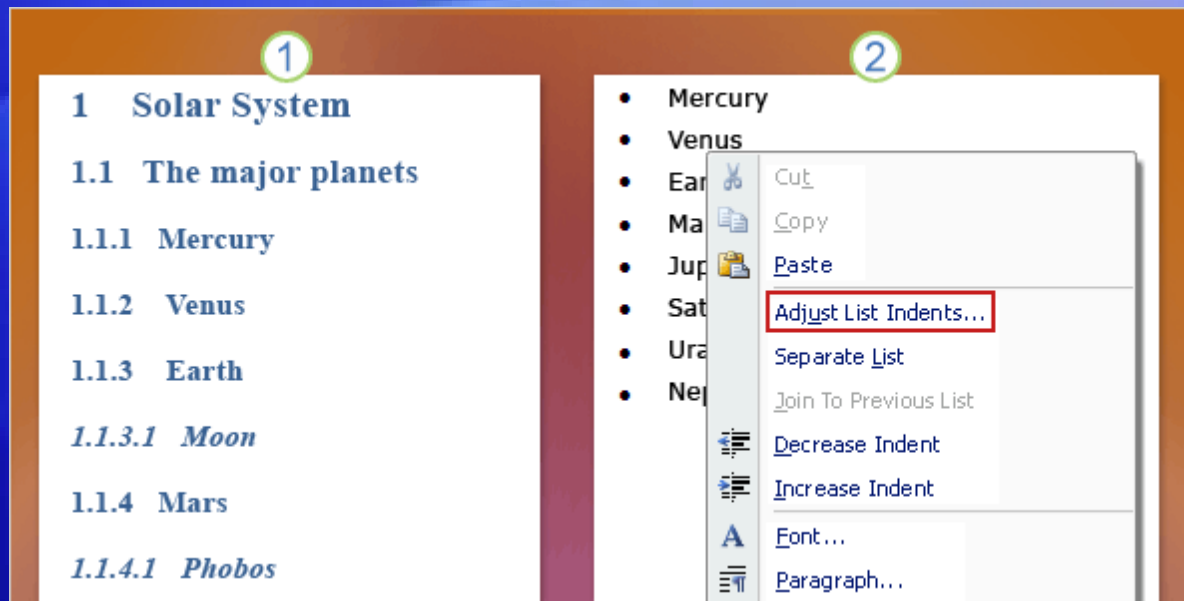 1
1 Solar System
1.1 The major planets
1.1.1 Mercury
1.1.2 Venus
1.1.3 Earth
1.1.3.1 Moon
1.1.4 Mars
1.1.4.1 Phobos
2
• Mercury
• Venus
• Ear
• Ma
• Jup
• Sat
• Ura
• Nep
Cut
Copy
Paste
Adjust List Indents...
Separate List
Join To Previous List
Decrease Indent
Increase Indent
Font...
Paragraph...